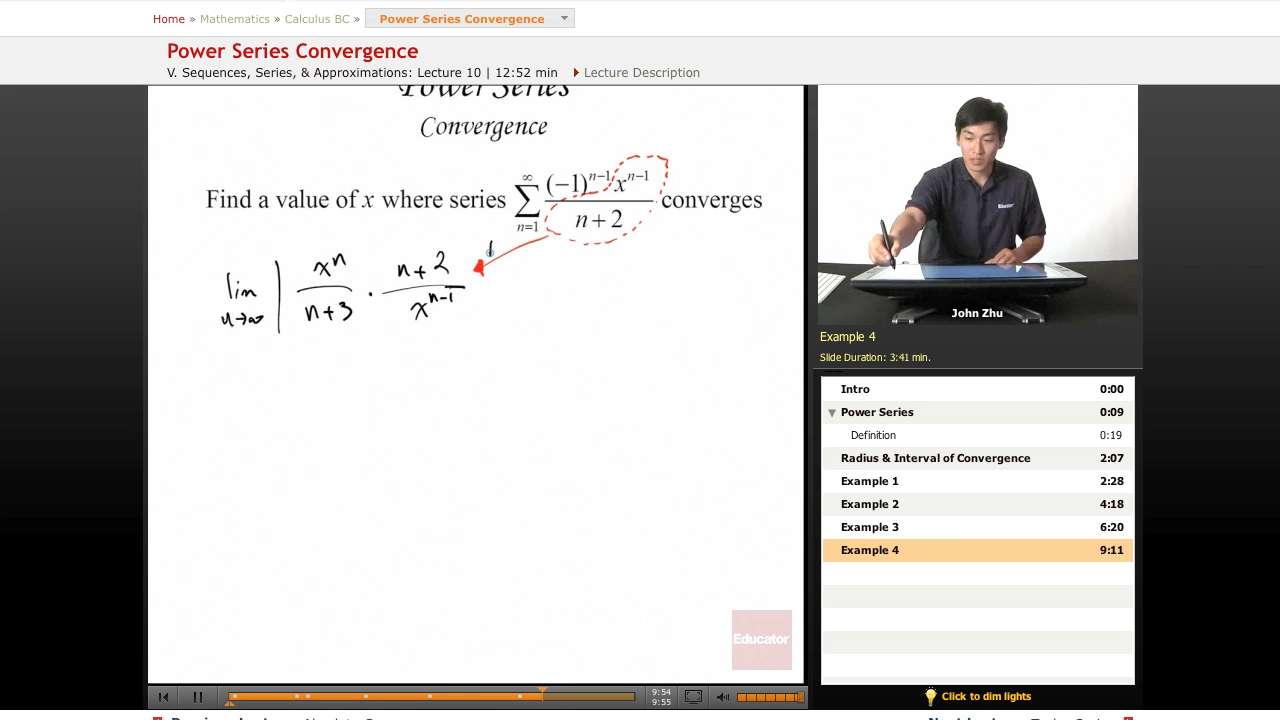 Home » Mathematics » Calculus BC » Power Series Convergence
Power Series Convergence
V. Sequences, Series, & Approximations: Lecture 10 | 12:52 min Lecture Description
Power Series
Convergence
Find a value of x where series ∑ n=1 ∞ (−1)^{n−1} x^{n−1} / n + 2 converges
lim n→∞ | x^n / n+3 · n+2 / x^{n-1}
Educator
9:54
9:55
John Zhu
Example 4
Slide Duration: 3:41 min.
Intro 0:00
Power Series 0:09
Definition 0:19
Radius & Interval of Convergence 2:07
Example 1 2:28
Example 2 4:18
Example 3 6:20
Example 4 9:11
Click to dim lights